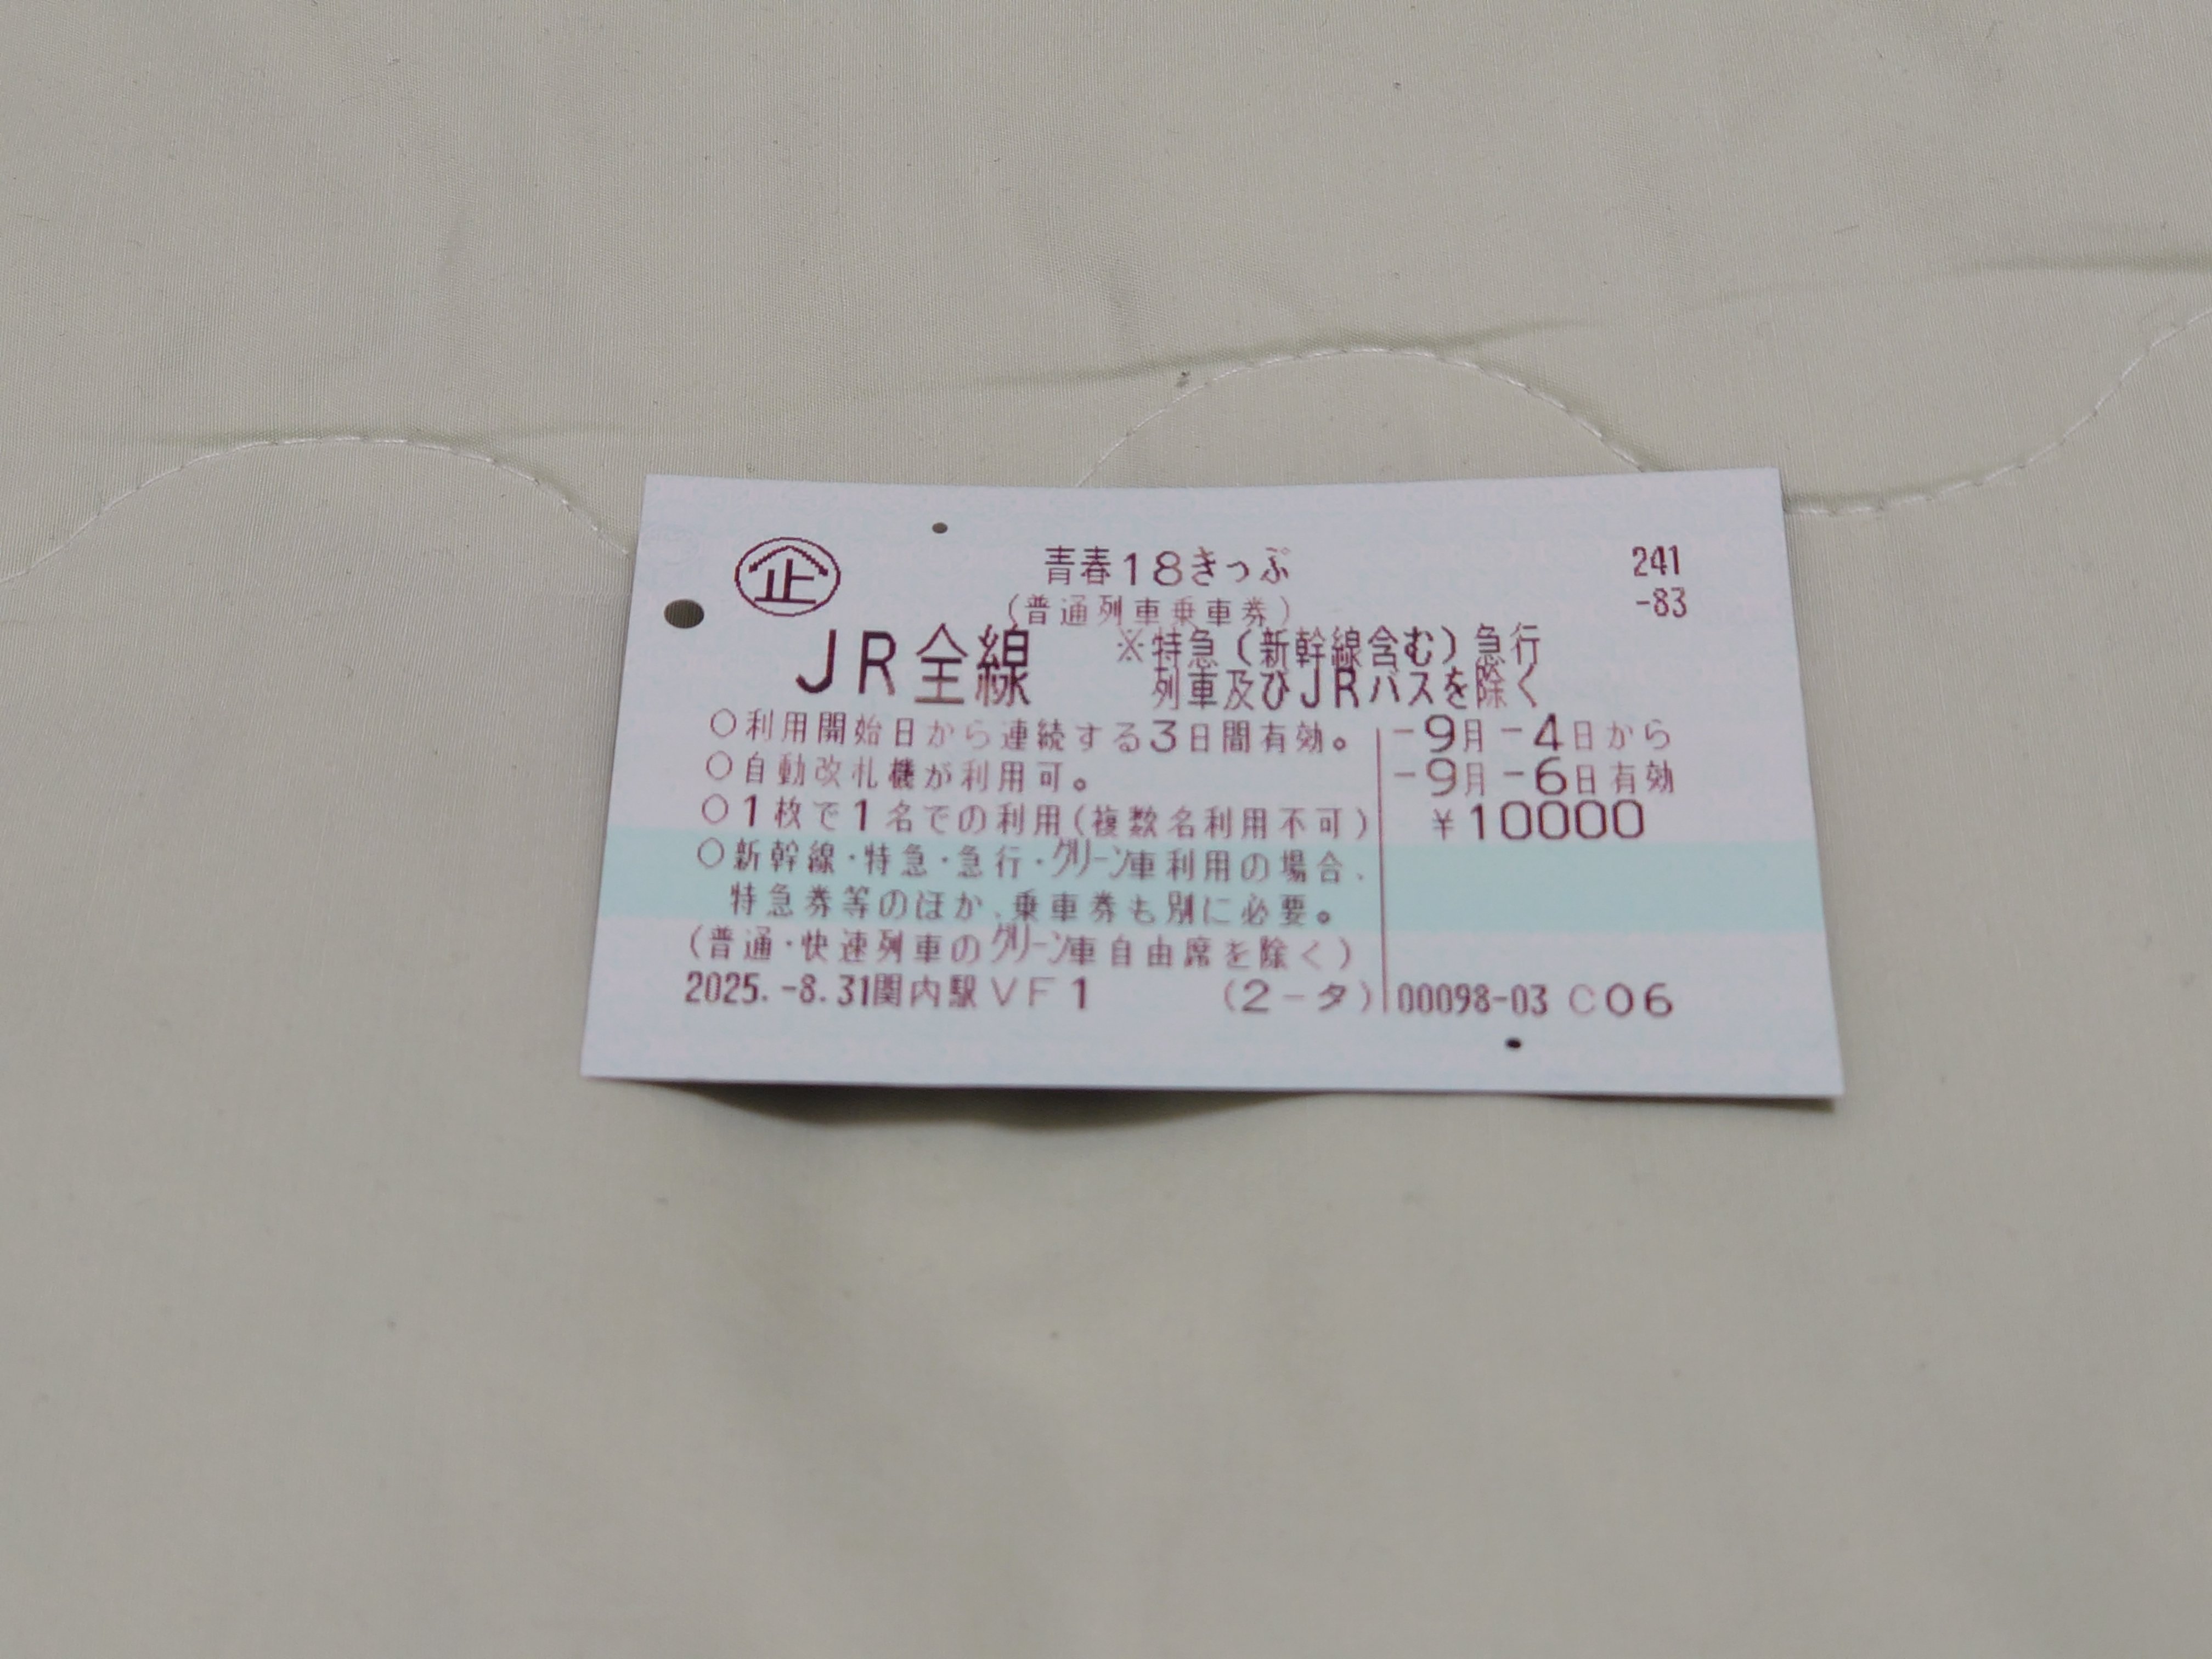 企
青春18きっぷ
241
-83
(普通列車乗車券)
JR全線 ※特急(新幹線含む)急行
列車及びJRバスを除く
○利用開始日から連続する3日間有効。
-9月-4日から
○自動改札機が利用可。
-9月-6日有効
○1枚で1名での利用(複数名利用不可)
¥10000
○新幹線・特急・急行・グリーン車利用の場合、
特急券等のほか、乗車券も別に必要。
(普通・快速列車のグリーン車自由席を除く)
2025.-8.31関内駅VF1 (2-タ) 00098-03 C06